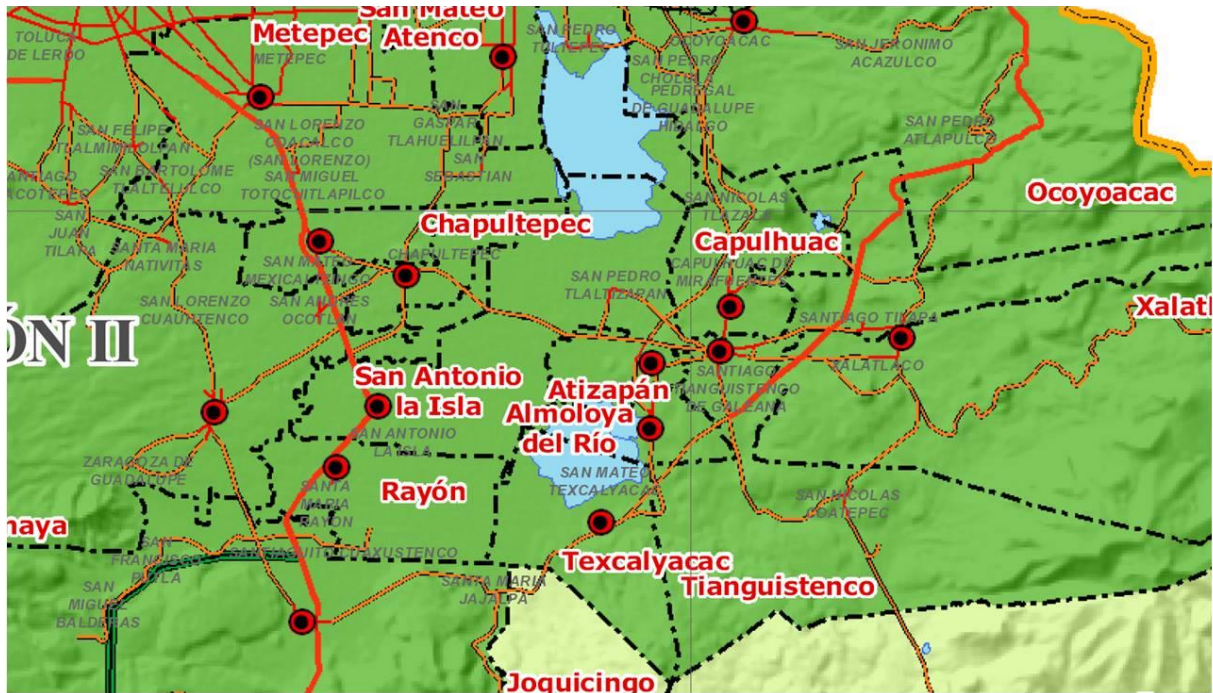 San Mateo
Atenco
Metepec
METEPEC
TOLUCA
DE LERDO
SAN PEDRO
TULTEPEC
OCOYOACAC
SAN JERONIMO
ACAZULCO
SAN PEDRO
CHOLULA
PEDREGAL
DE GUADALUPE
HIDALGO
SAN PEDRO
ATLAPULCO
SAN FELIPE
TLALMIMILOLPAN
SAN LORENZO
COACALCO
(SAN LORENZO)
SAN MIGUEL
TOTOCUITLAPILCO
SAN
GASPAR
TLAHUELILPAN
SAN
SEBASTIAN
SAN BARTOLOME
TLALTELULCO
SAN
JUAN
TILAPA
SANTA MARIA
NATIVITAS
Chapultepec
CHAPULTEPEC
SAN NICOLAS
TLAZALA
Ocoyoacac
Capulhuac
CAPULHUAC DE
MIRAFUENTES
SAN MATEO
MEXICALTZINGO
SAN ANDRES
OCOTLAN
SAN LORENZO
CUAUHTENCO
SAN PEDRO
TLALTIZAPAN
SANTIAGO TILAPA
Xalatl
ÓN II
XALATLACO
San Antonio
la Isla
Atizapán
SANTIAGO
TIANGUISTENCO
DE GALEANA
Almoloya
del Río
SAN ANTONIO
LA ISLA
ZARAGOZA DE
GUADALUPE
SAN MATEO
TEXCALYACAC
Rayón
SANTA
MARIA
RAYON
SAN NICOLAS
COATEPEC
maya
SAN
FRANCISCO
PUTLA
SANTIAGUITO CUAXUSTENCO
Texcalyacac
Tianguistenco
SANTA MARIA
JAJALPA
SAN
MIGUEL
BALDERAS
Joquicingo